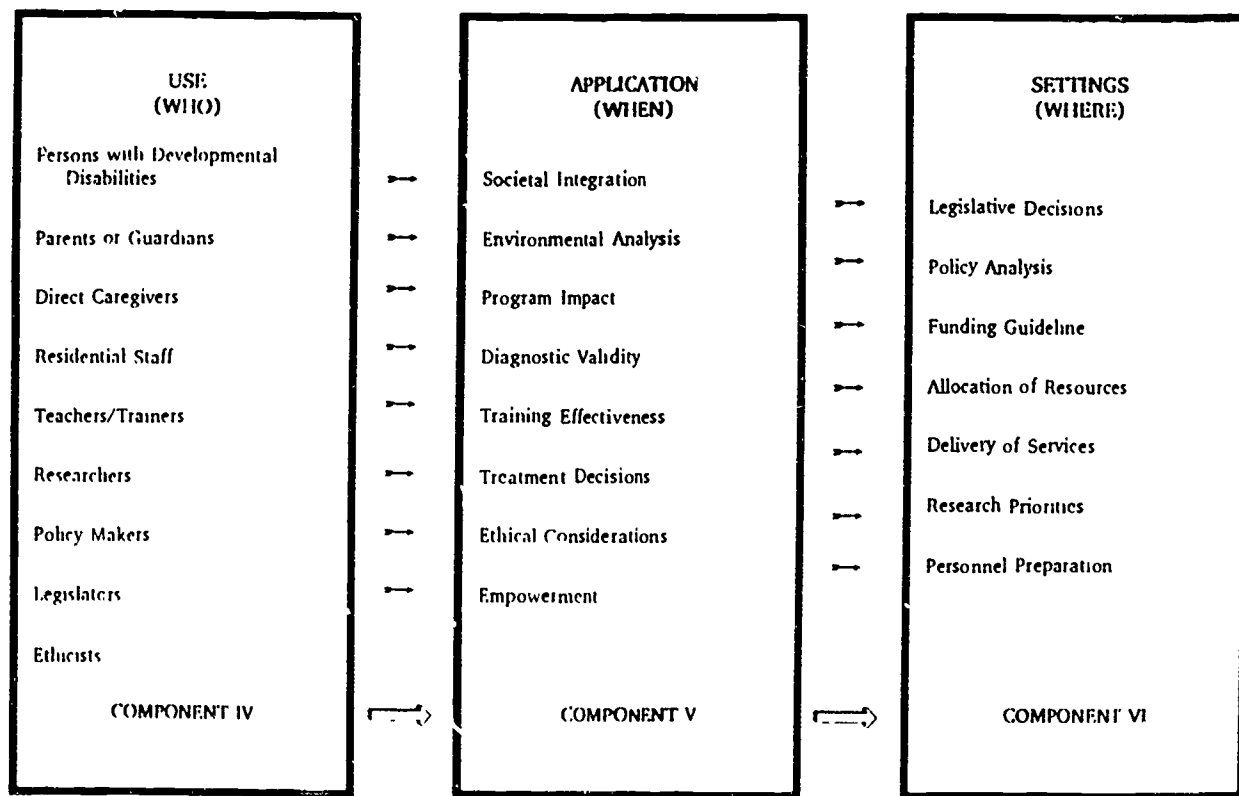 USE
(WHO)
Persons with Developmental
Disabilities
Parents or Guardians
Direct Caregivers
Residential Staff
Teachers/Trainers
Researchers
Policy Makers
Legislators
Ethicists
COMPONENT IV
APPLICATION
(WHEN)
Societal Integration
Environmental Analysis
Program Impact
Diagnostic Validity
Training Effectiveness
Treatment Decisions
Ethical Considerations
Empowerment
COMPONENT V
SETTINGS
(WHERE)
Legislative Decisions
Policy Analysis
Funding Guideline
Allocation of Resources
Delivery of Services
Research Priorities
Personnel Preparation
COMPONENT VI